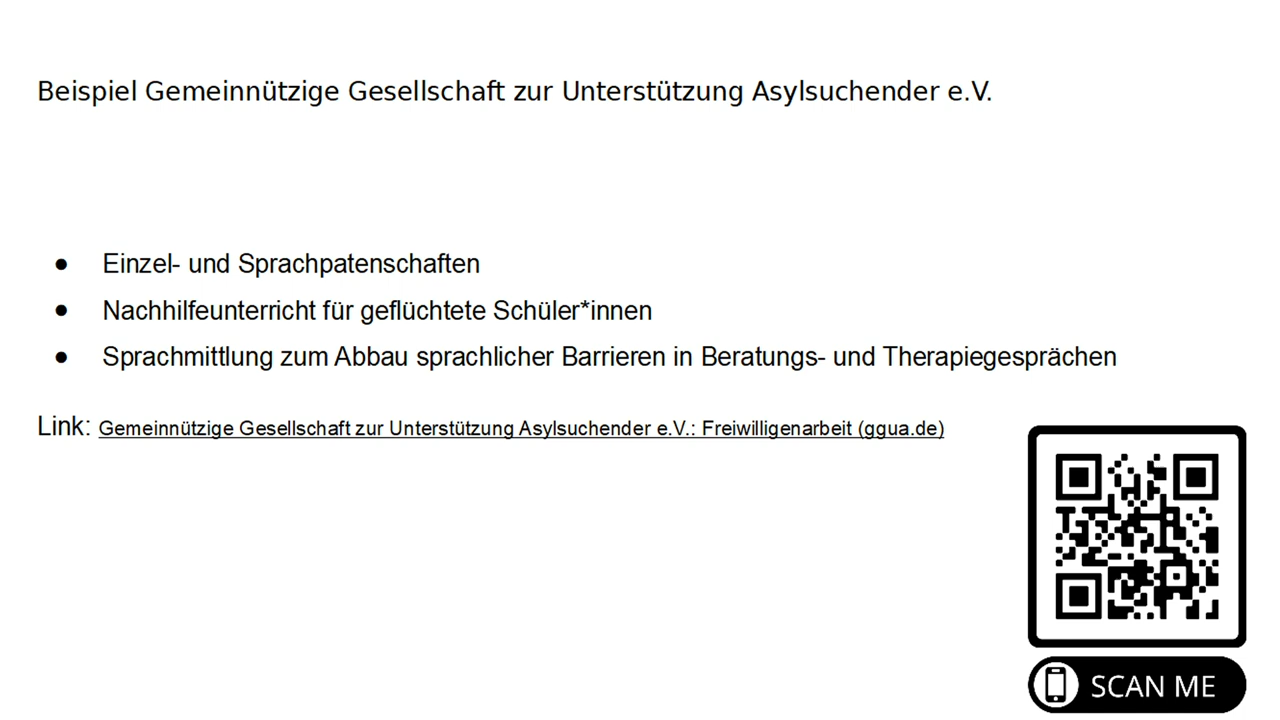 Beispiel Gemeinnützige Gesellschaft zur Unterstützung Asylsuchender e.V.
● Einzel- und Sprachpatenschaften
● Nachhilfeunterricht für geflüchtete Schüler*innen
● Sprachmittlung zum Abbau sprachlicher Barrieren in Beratungs- und Therapiegesprächen
Link: Gemeinnützige Gesellschaft zur Unterstützung Asylsuchender e.V.: Freiwilligenarbeit (ggua.de)
SCAN ME